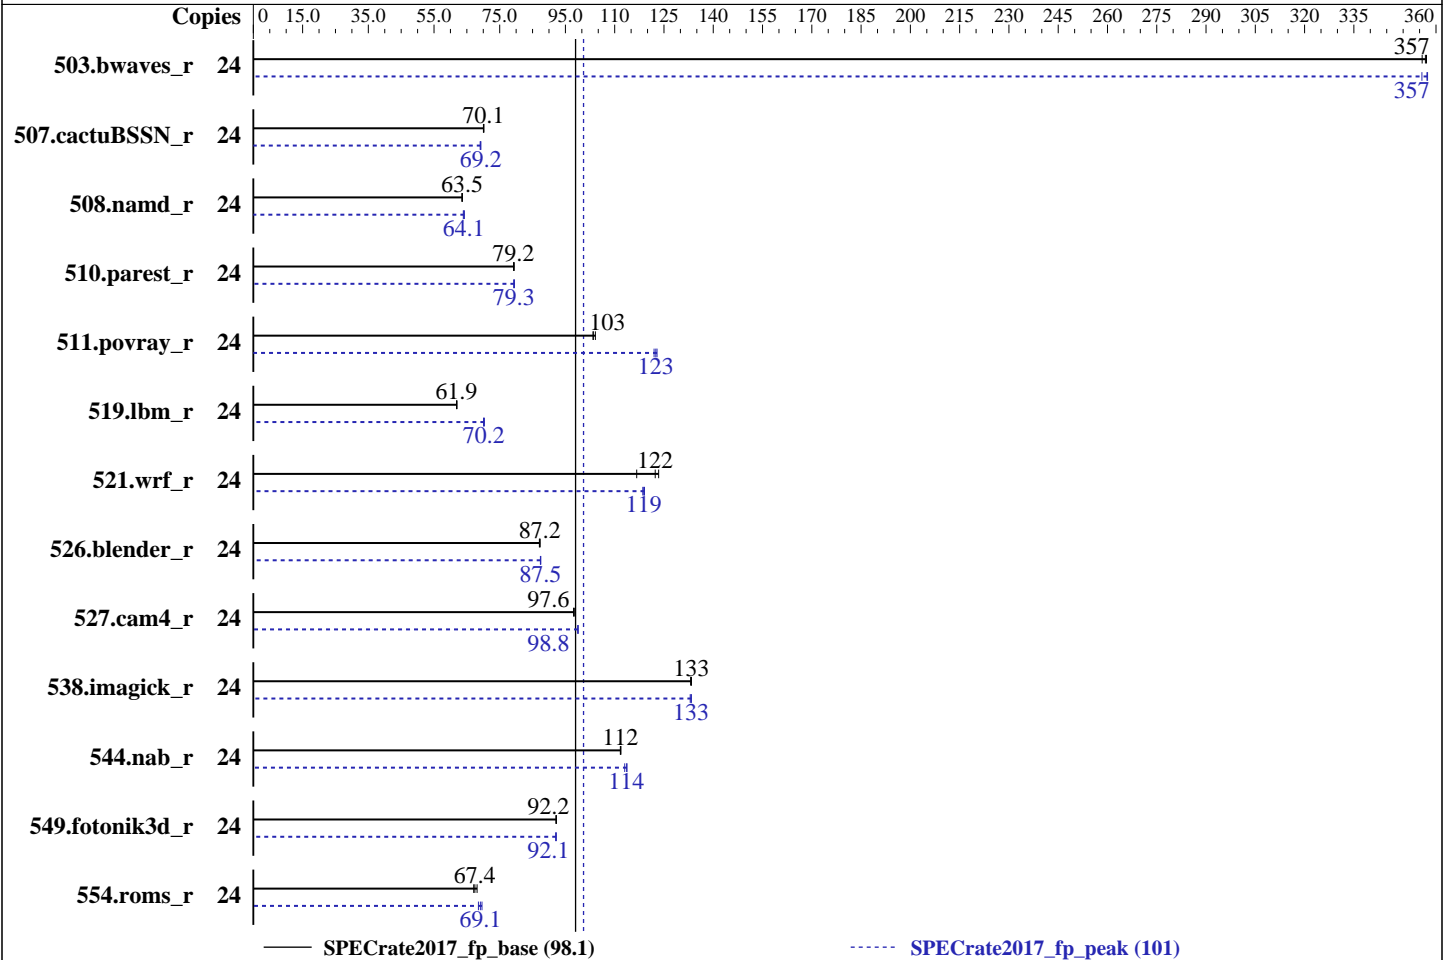 Copies 0 15.0 35.0 55.0 75.0 95.0 110 125 140 155 170 185 200 215 230 245 260 275 290 305 320 335 360
503.bwaves_r 24 357
357
507.cactuBSSN_r 24 70.1
69.2
508.namd_r 24 63.5
64.1
510.parest_r 24 79.2
79.3
511.povray_r 24 103
123
519.lbm_r 24 61.9
70.2
521.wrf_r 24 122
119
526.blender_r 24 87.2
87.5
527.cam4_r 24 97.6
98.8
538.imagick_r 24 133
133
544.nab_r 24 112
114
549.fotonik3d_r 24 92.2
92.1
554.roms_r 24 67.4
69.1
SPECrate2017_fp_base (98.1) SPECrate2017_fp_peak (101)